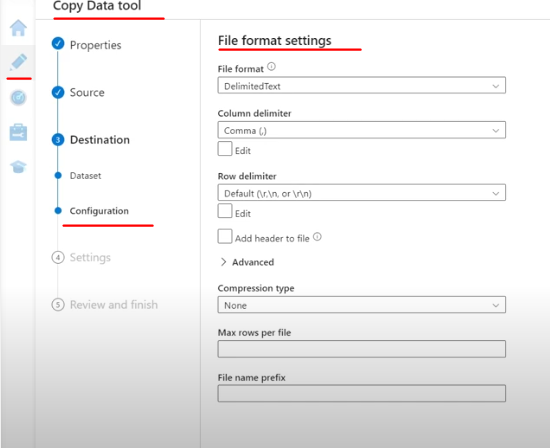 Copy Data tool
Properties
Source
3 Destination
Dataset
Configuration
4 Settings
5 Review and finish
File format settings
File format
DelimitedText
Column delimiter
Comma (,)
Edit
Row delimiter
Default (\r,\n, or \r\n)
Edit
Add header to file
Advanced
Compression type
None
Max rows per file
File name prefix